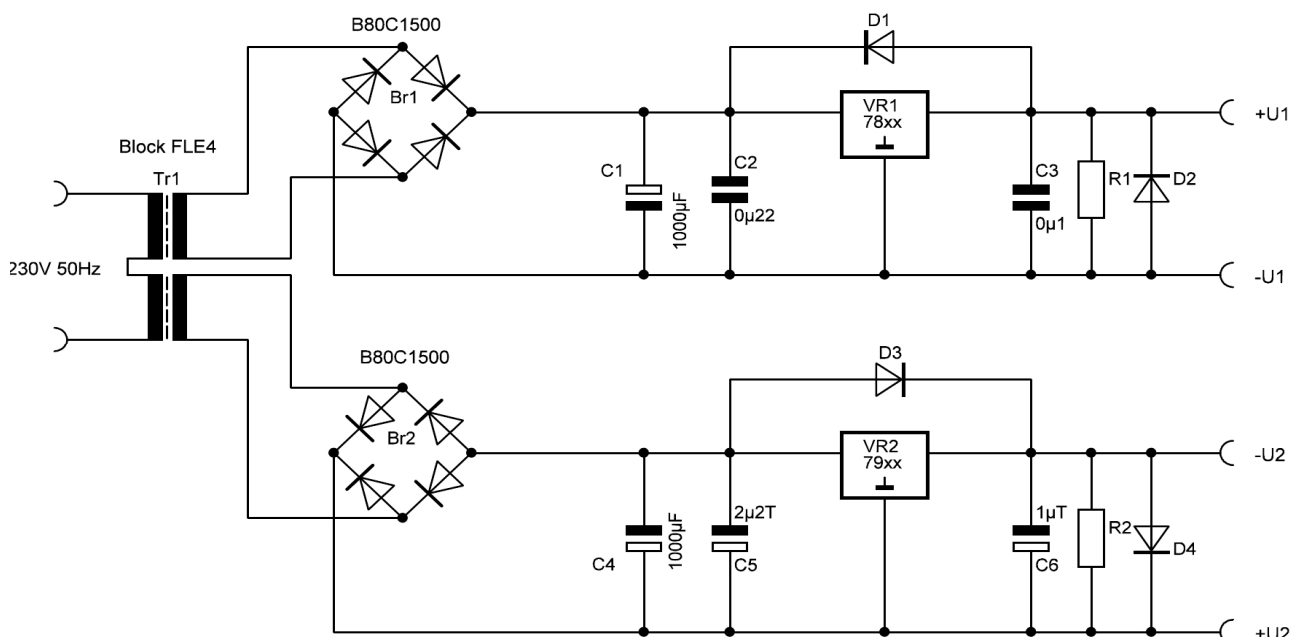 B80C1500
D1
Br1
VR1
78xx
+U1
Block FLE4
Tr1
C1
1000µF
C2
0µ22
C3
0µ1
R1
D2
230V 50Hz
-U1
B80C1500
D3
Br2
VR2
79xx
-U2
C4
1000µF
2µ2T
C5
1µT
C6
R2
D4
+U2